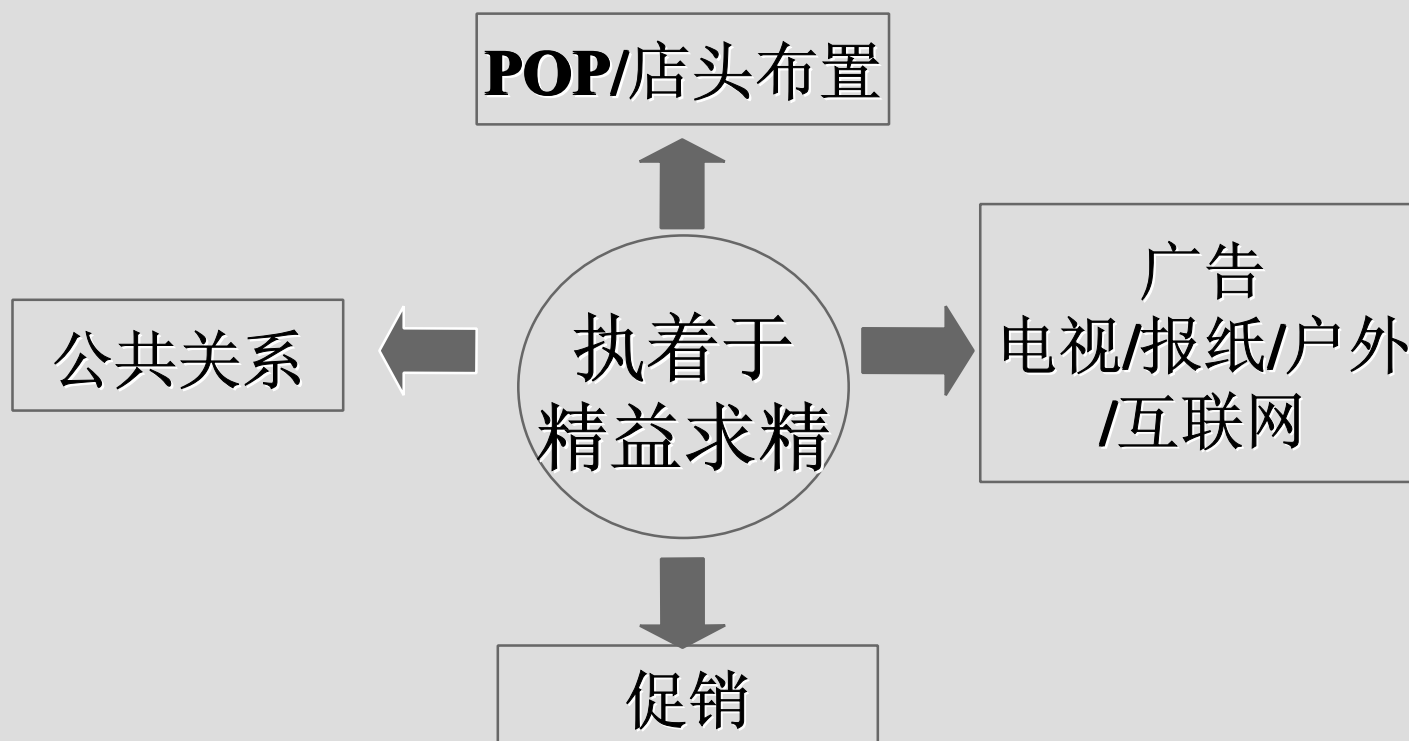 POP/店头布置
广告
电视/报纸/户外
/互联网
公共关系
执着于
精益求精
促销